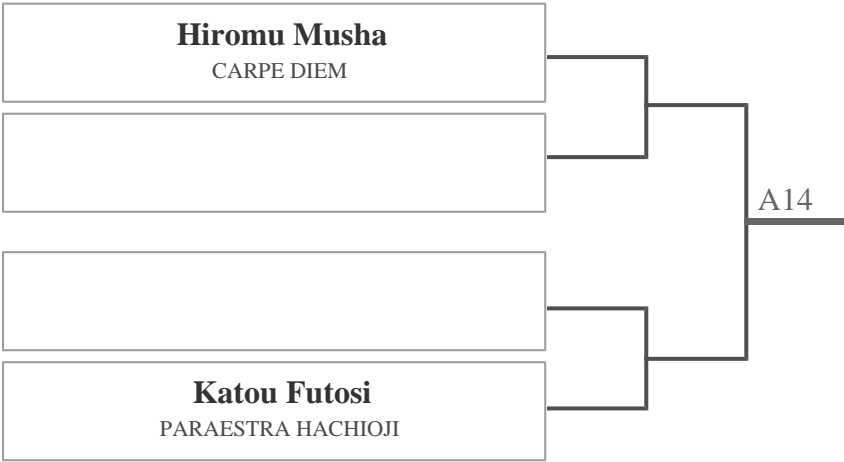 Hiromu Musha
CARPE DIEM
A14
Katou Futosi
PARAESTRA HACHIOJI